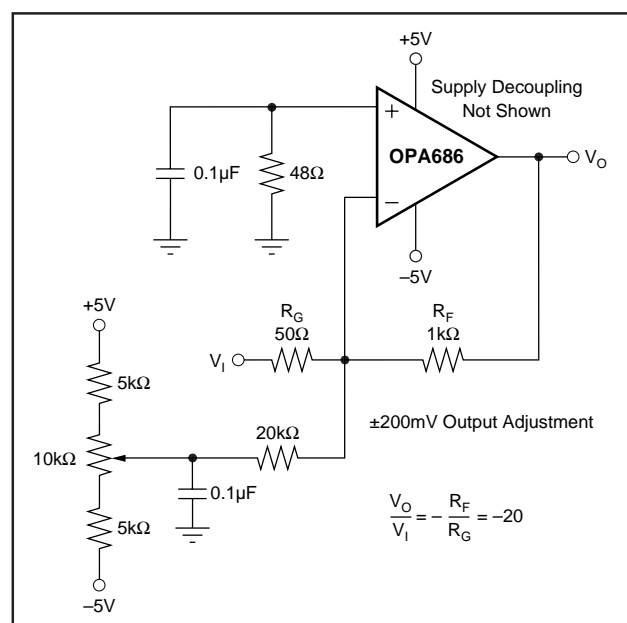 +5V
Supply Decoupling
Not Shown
+
OPA686
–
V_O
0.1µF
48Ω
–5V
+5V
R_G
50Ω
R_F
1kΩ
V_I
5kΩ
20kΩ
±200mV Output Adjustment
10kΩ
0.1µF
5kΩ
V_O/V_I = – R_F/R_G = –20
–5V